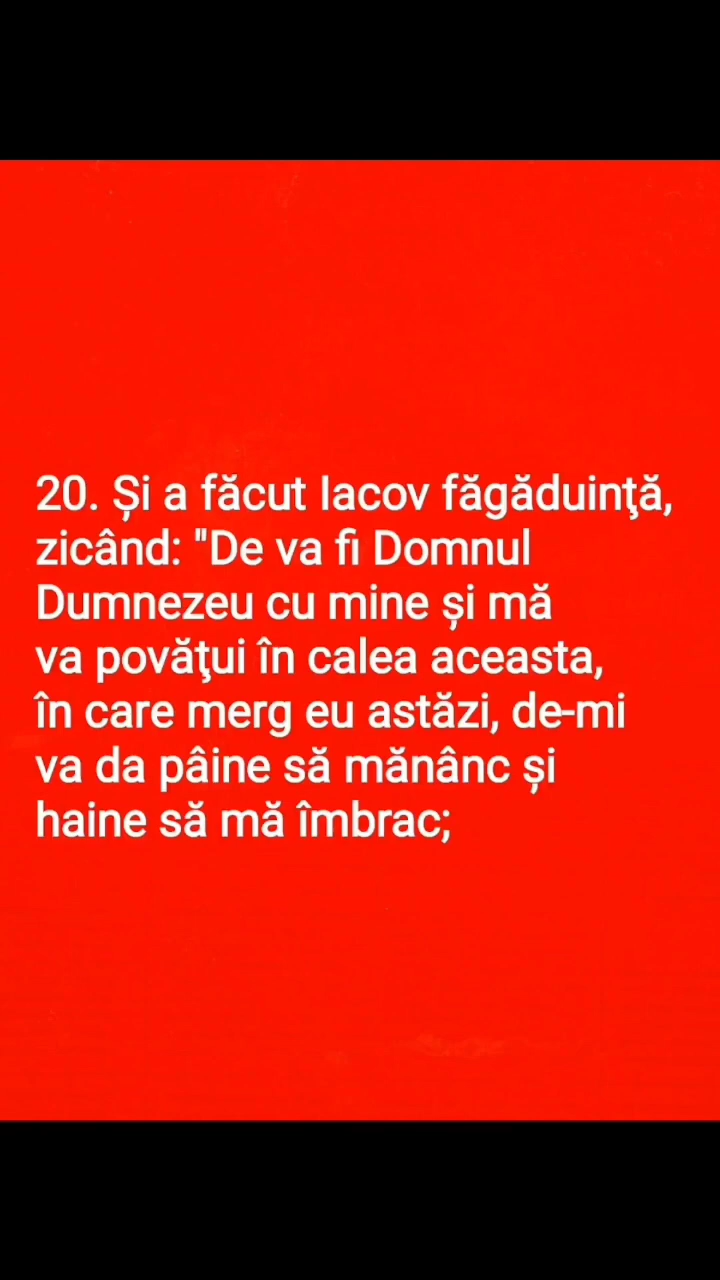 20. Și a făcut Iacov făgăduinţă,
zicând: "De va fi Domnul
Dumnezeu cu mine și mă
va povăţui în calea aceasta,
în care merg eu astăzi, de-mi
va da pâine să mănânc și
haine să mă îmbrac;